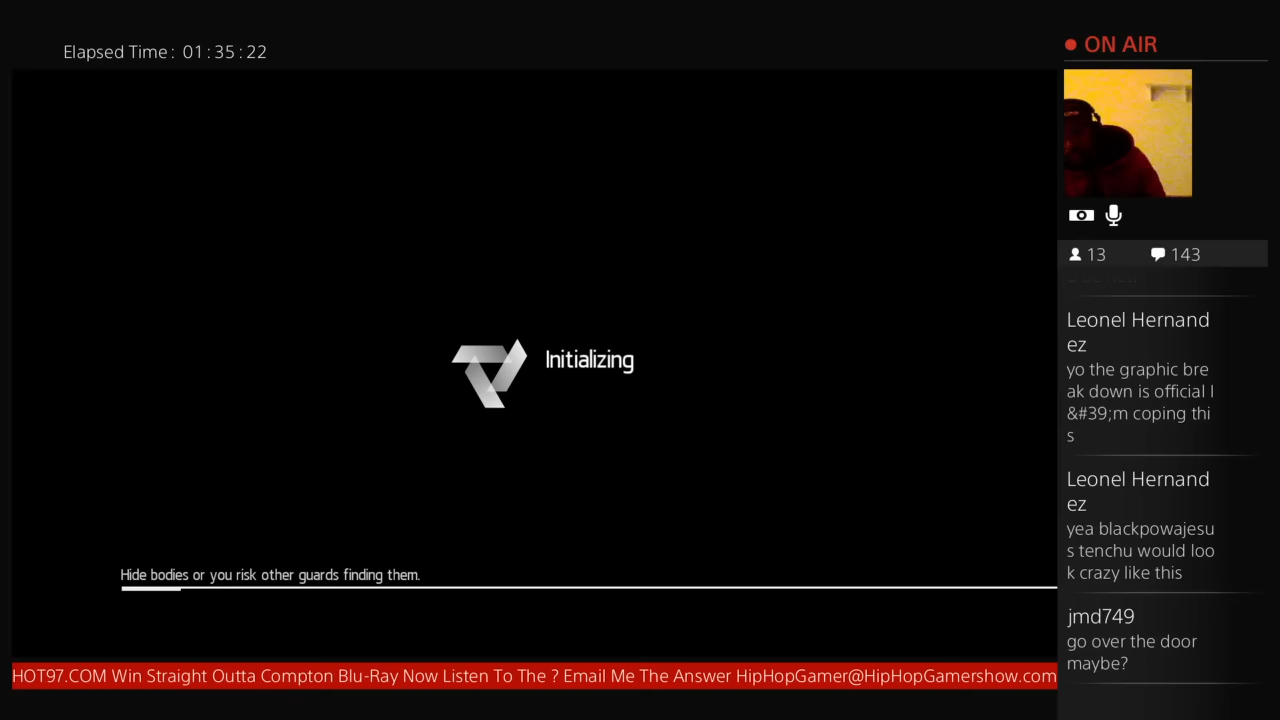 Elapsed Time: 01:35:22
ON AIR
13 143
Leonel Hernand
ez
yo the graphic bre
ak down is official I
&#39;m coping thi
s
Leonel Hernand
ez
yea blackpowajesu
s tenchu would loo
k crazy like this
jmd749
go over the door
maybe?
Initializing
Hide bodies or you risk other guards finding them.
HOT97.COM Win Straight Outta Compton Blu-Ray Now Listen To The ? Email Me The Answer HipHopGamer@HipHopGamershow.com